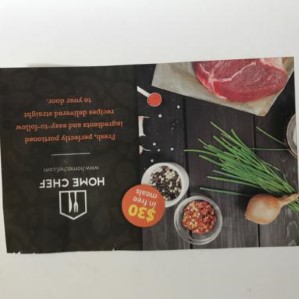 HOME CHEF
www.homechef.com
Fresh, perfectly portioned
ingredients and easy-to-follow
recipes delivered straight
to your door.
$30
in free
meals